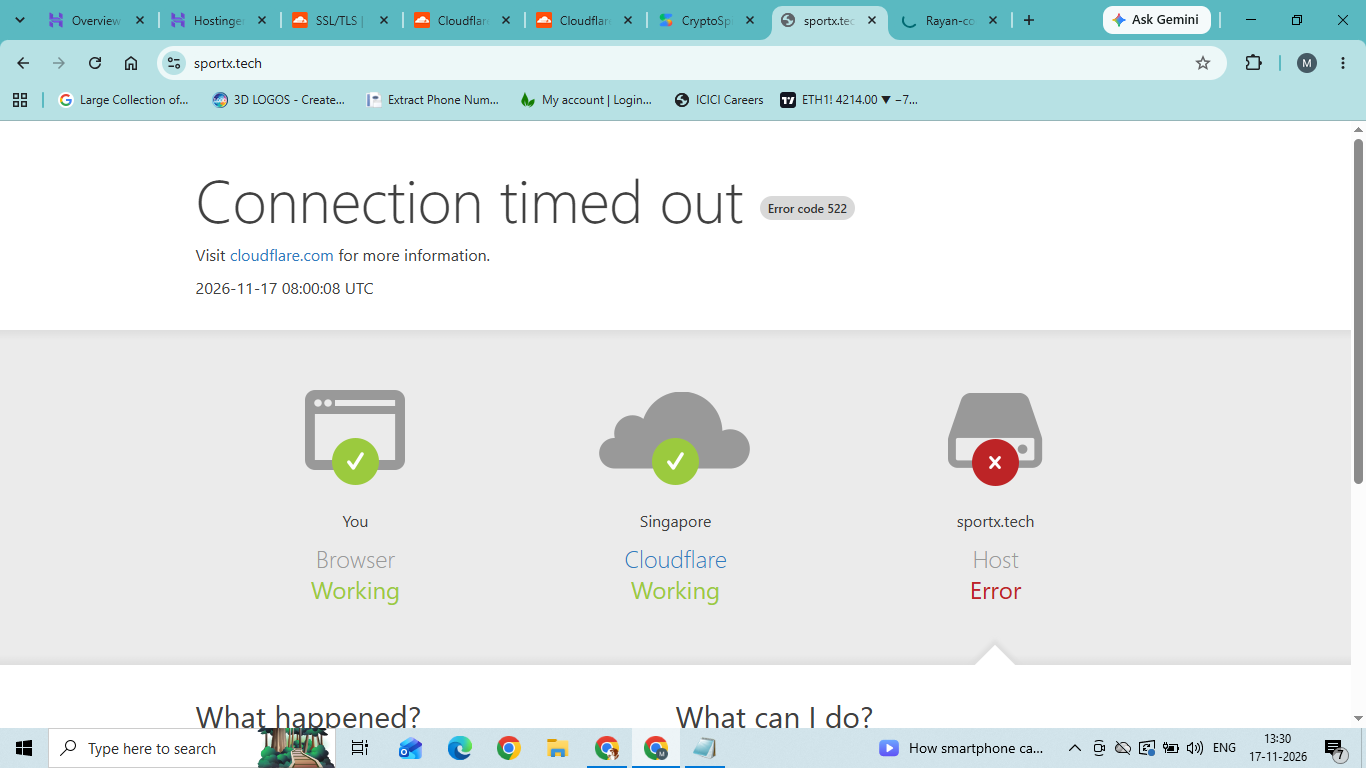 Overview
Hostinger
SSL/TLS |
Cloudflare
Cloudflare
CryptoSpi
sportx.tec
Rayan-co
Ask Gemini
sportx.tech
M
Large Collection of...
3D LOGOS - Create...
Extract Phone Num...
My account | Login...
ICICI Careers
ETH1! 4214.00 ▼ −7...
Connection timed out Error code 522
Visit cloudflare.com for more information.
2026-11-17 08:00:08 UTC
You
Browser
Working
Singapore
Cloudflare
Working
sportx.tech
Host
Error
What happened?
What can I do?
Type here to search
How smartphone ca...
ENG
13:30
17-11-2026
7